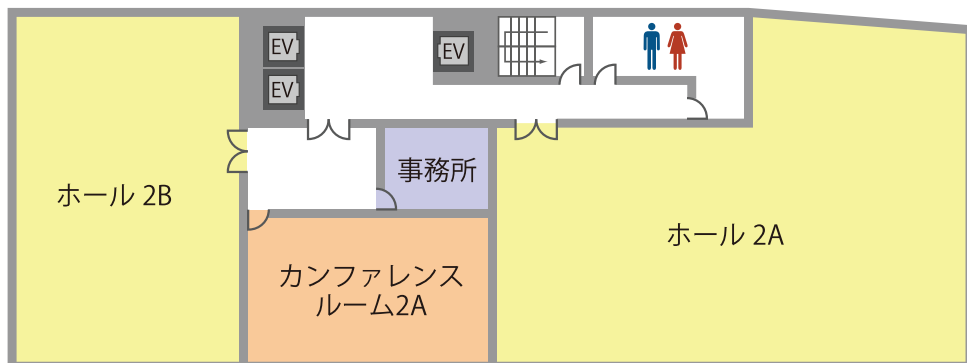 EV
EV
EV
事務所
ホール 2B
ホール 2A
カンファレンス
ルーム2A